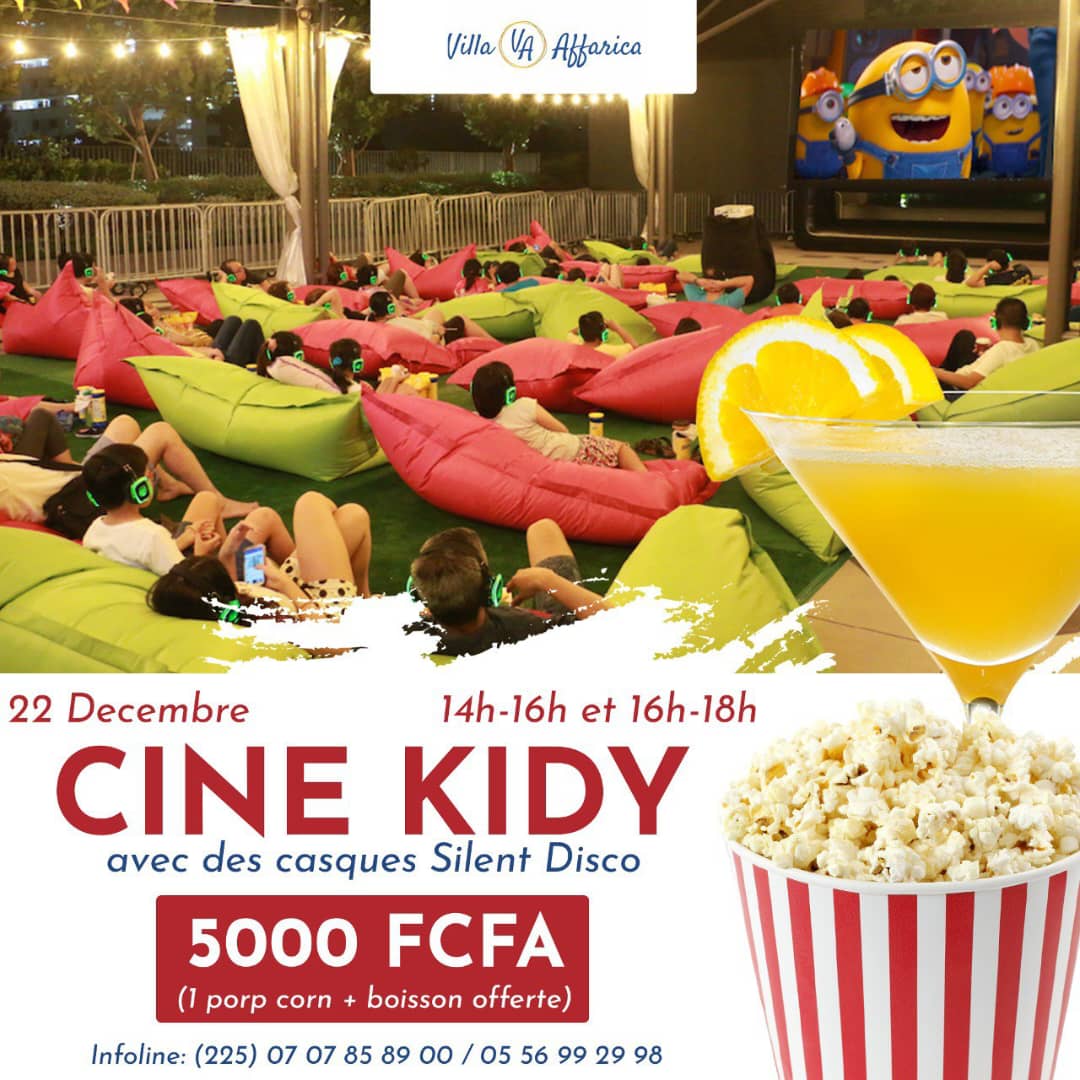 Villa VA Affarica
22 Decembre 14h-16h et 16h-18h
CINE KIDY
avec des casques Silent Disco
5000 FCFA
(1 porp corn + boisson offerte)
Infoline: (225) 07 07 85 89 00 / 05 56 99 29 98